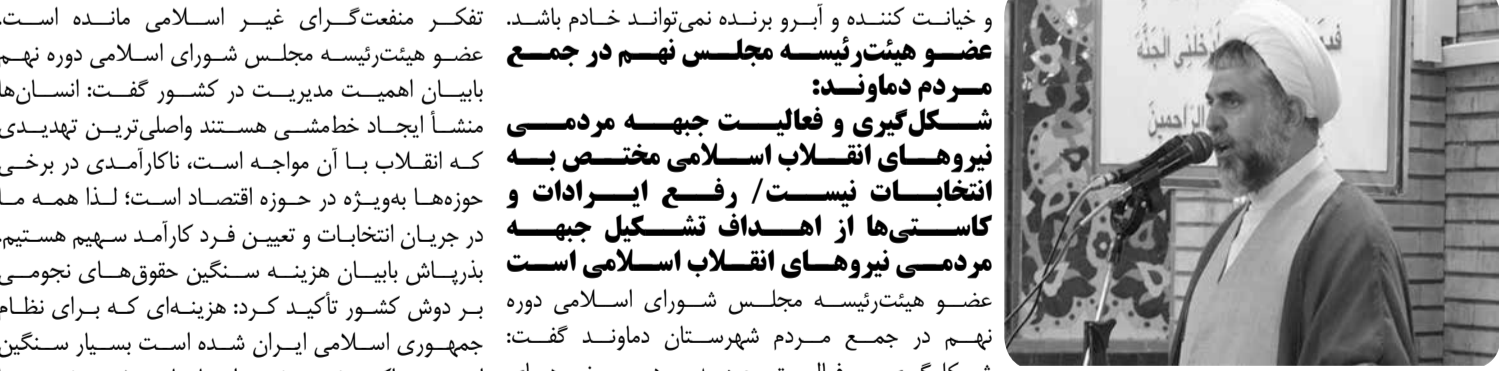 و خیانت کننده و آبرو برنده نمی‌تواند خادم باشد.
عضو هیئت‌رئیسه مجلس نهم در جمع
مردم دماوند:
شکل‌گیری و فعالیت جبهه مردمی
نیروهای انقلاب اسلامی مختص به
انتخابات نیست/ رفع ایرادات و
کاستی‌ها از اهداف تشکیل جبهه
مردمی نیروهای انقلاب اسلامی است
عضو هیئت‌رئیسه مجلس شورای اسلامی دوره
نهم در جمع مردم شهرستان دماوند گفت:
تفکر منفعت‌گرای غیر اسلامی مانده است.
عضو هیئت‌رئیسه مجلس شورای اسلامی دوره نهم
بابیان اهمیت مدیریت در کشور گفت: انسان‌ها
منشأ ایجاد خط‌مشی هستند واصلی‌ترین تهدیدی
که انقلاب با آن مواجه است، ناکارآمدی در برخی
حوزه‌ها به‌ویژه در حوزه اقتصاد است؛ لذا همه ما
در جریان انتخابات و تعیین فرد کارآمد سهیم هستیم.
بذرپاش بابیان هزینه سنگین حقوق‌های نجومی
بر دوش کشور تأکید کرد: هزینه‌ای که برای نظام
جمهوری اسلامی ایران شده است بسیار سنگین
الراحمین